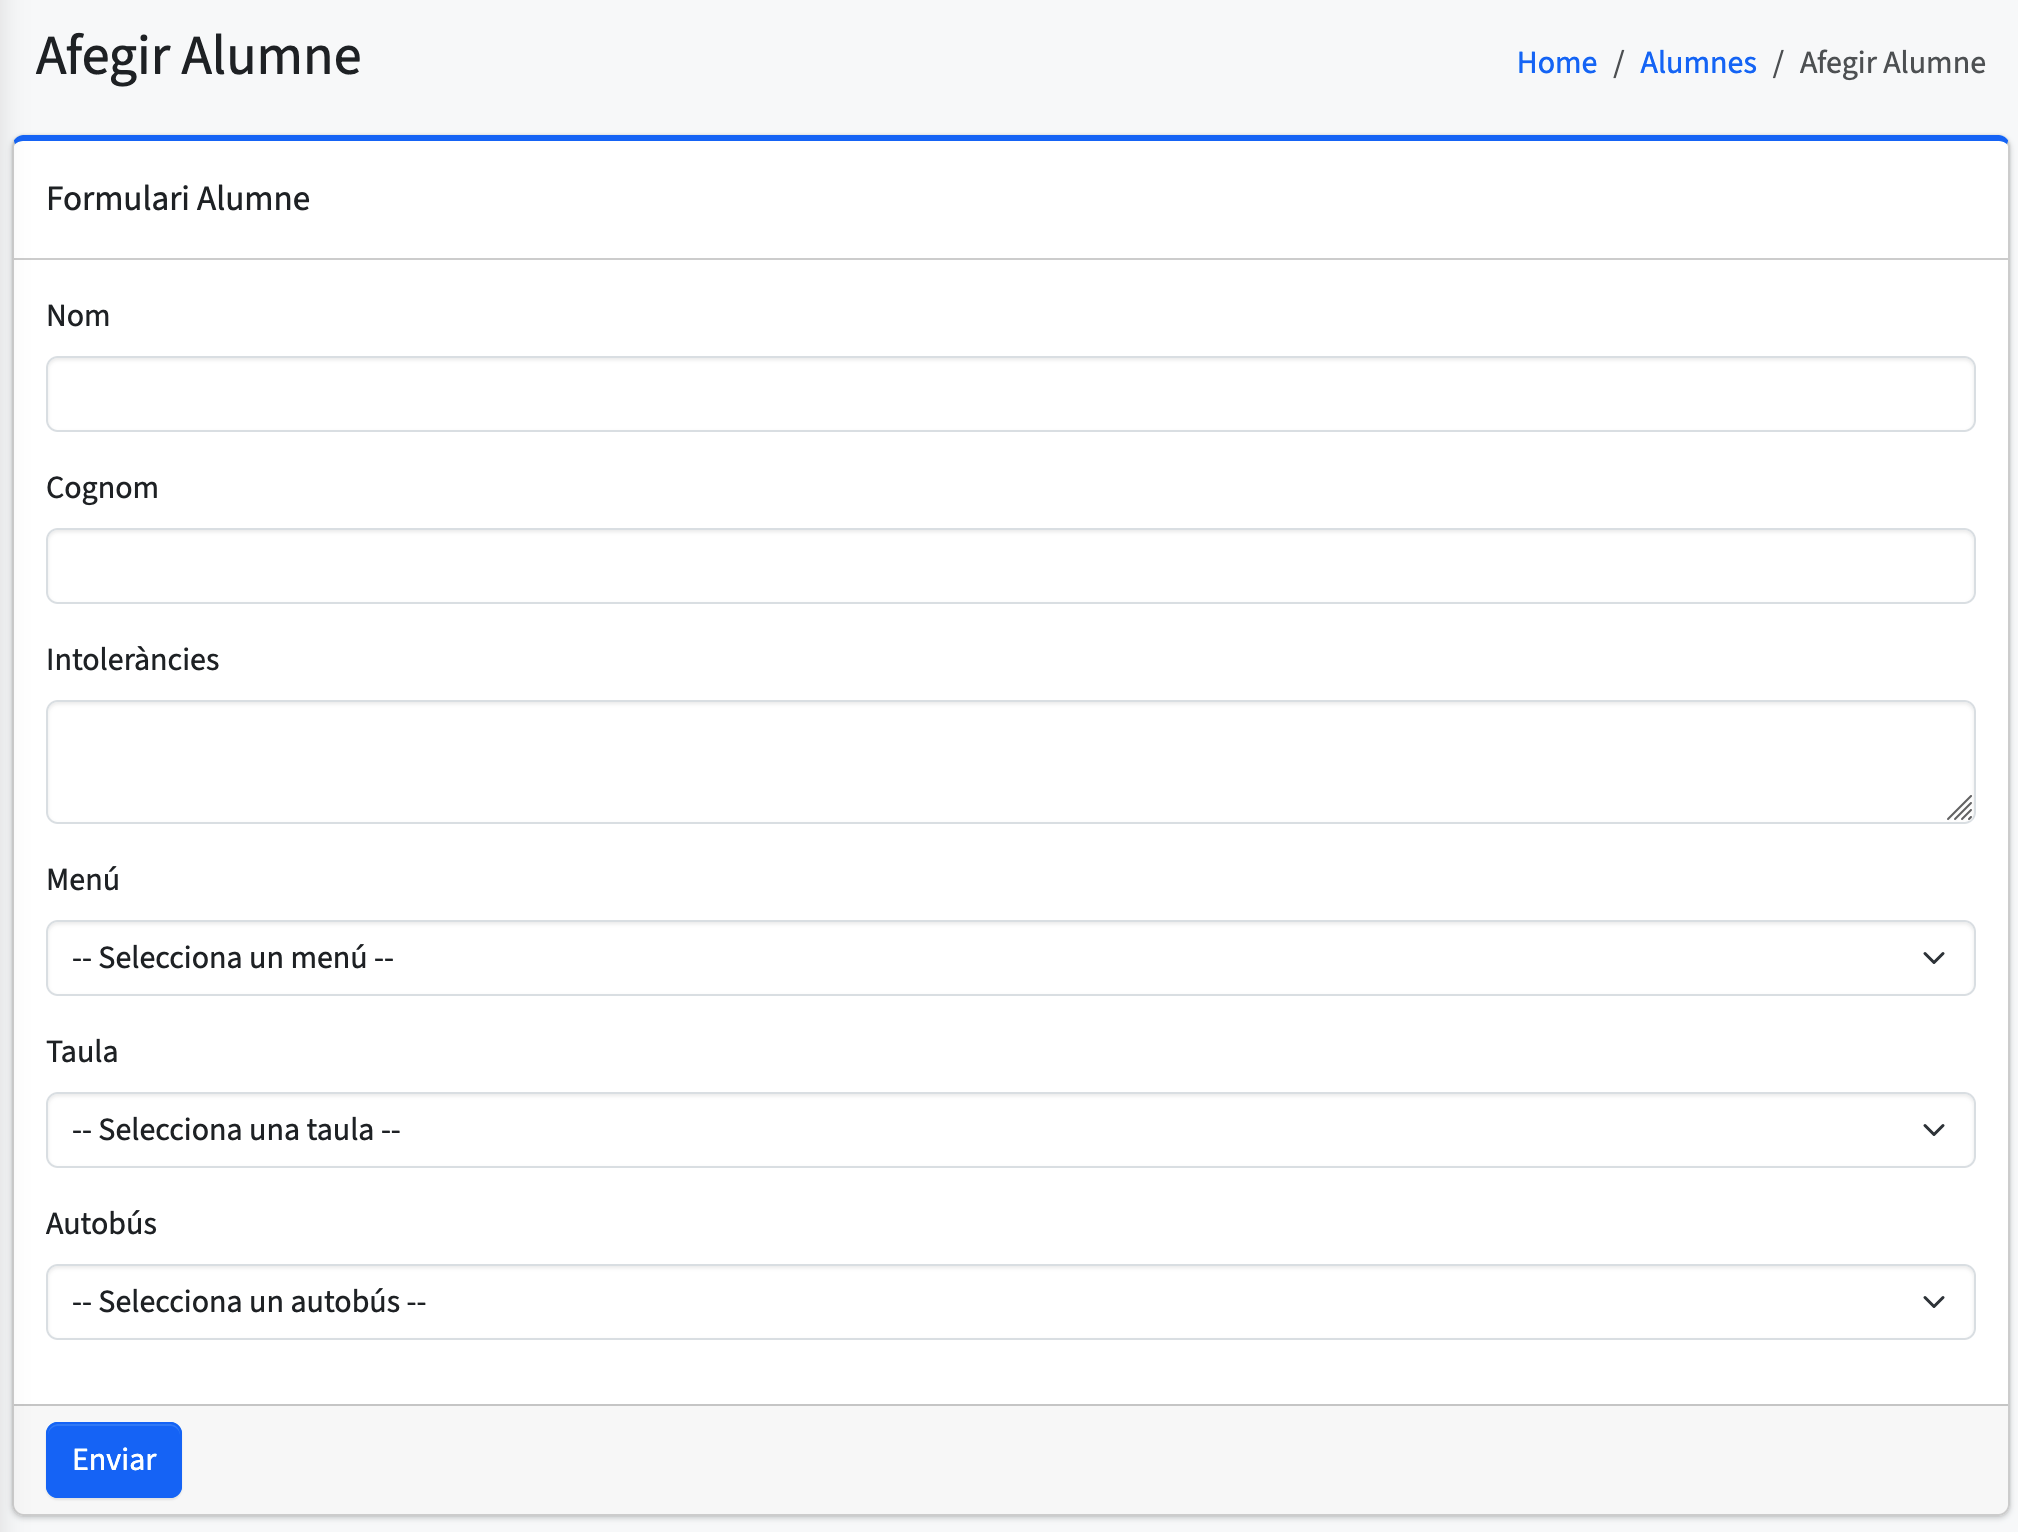 Afegir Alumne
Home / Alumnes / Afegir Alumne
Formulari Alumne
Nom
Cognom
Intoleràncies
Menú
-- Selecciona un menú --
Taula
-- Selecciona una taula --
Autobús
-- Selecciona un autobús --
Enviar